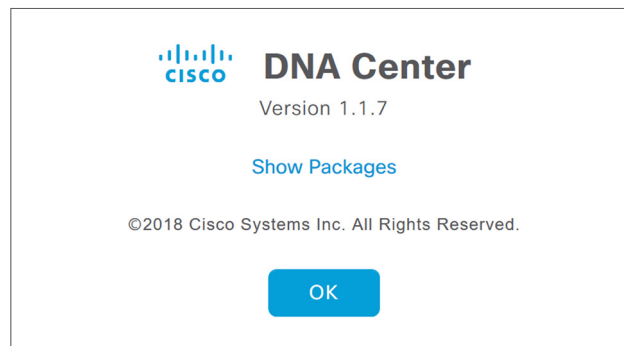 CISCO DNA Center
Version 1.1.7
Show Packages
©2018 Cisco Systems Inc. All Rights Reserved.
OK